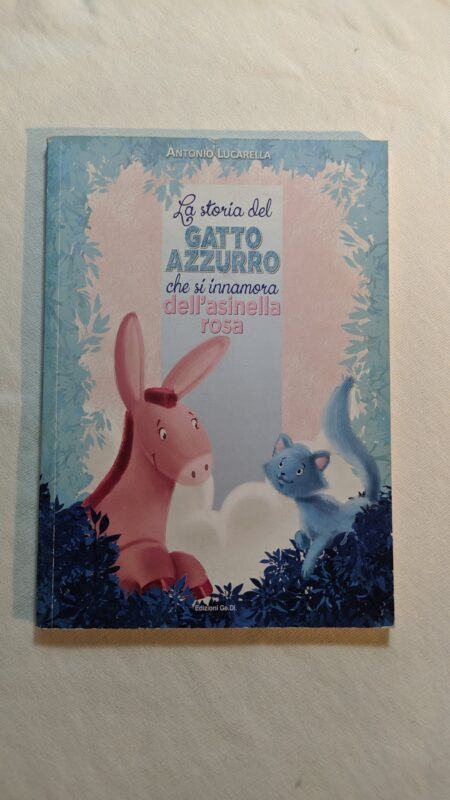 ANTONIO LUCARELLA
La storia del
GATTO
AZZURRO
che si innamora
dell'asinella
rosa
Edizioni Ge.Di.